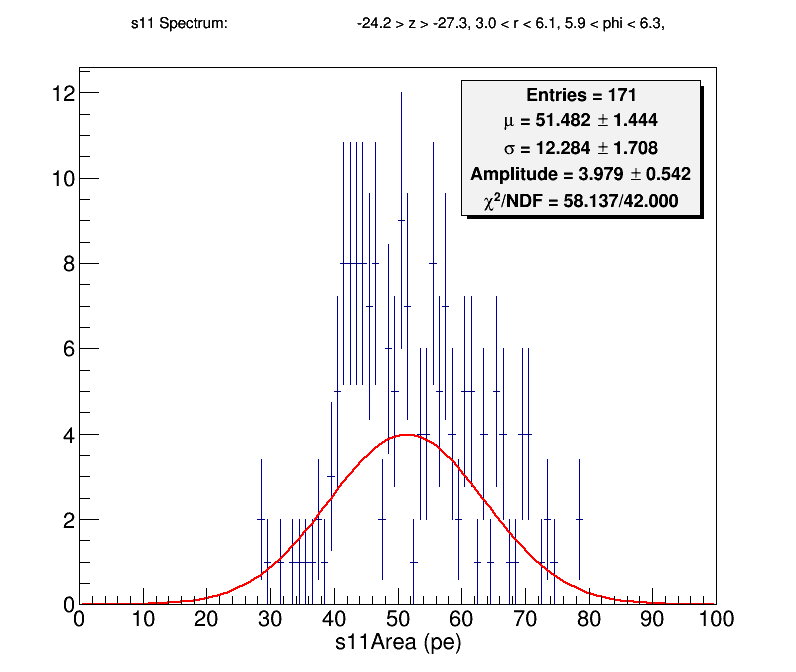 s11 Spectrum: -24.2 > z > -27.3, 3.0 < r < 6.1, 5.9 < phi < 6.3,
Entries = 171
μ = 51.482 ± 1.444
σ = 12.284 ± 1.708
Amplitude = 3.979 ± 0.542
χ²/NDF = 58.137/42.000
12
10
8
6
4
2
0
0 10 20 30 40 50 60 70 80 90 100
s11Area (pe)